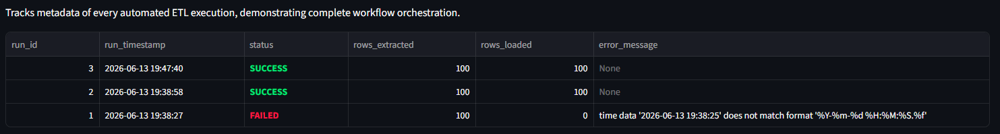 Tracks metadata of every automated ETL execution, demonstrating complete workflow orchestration.
run_id run_timestamp status rows_extracted rows_loaded error_message
3 2026-06-13 19:47:40 SUCCESS 100 100 None
2 2026-06-13 19:38:58 SUCCESS 100 100 None
1 2026-06-13 19:38:27 FAILED 100 0 time data '2026-06-13 19:38:25' does not match format '%Y-%m-%d %H:%M:%S.%f'